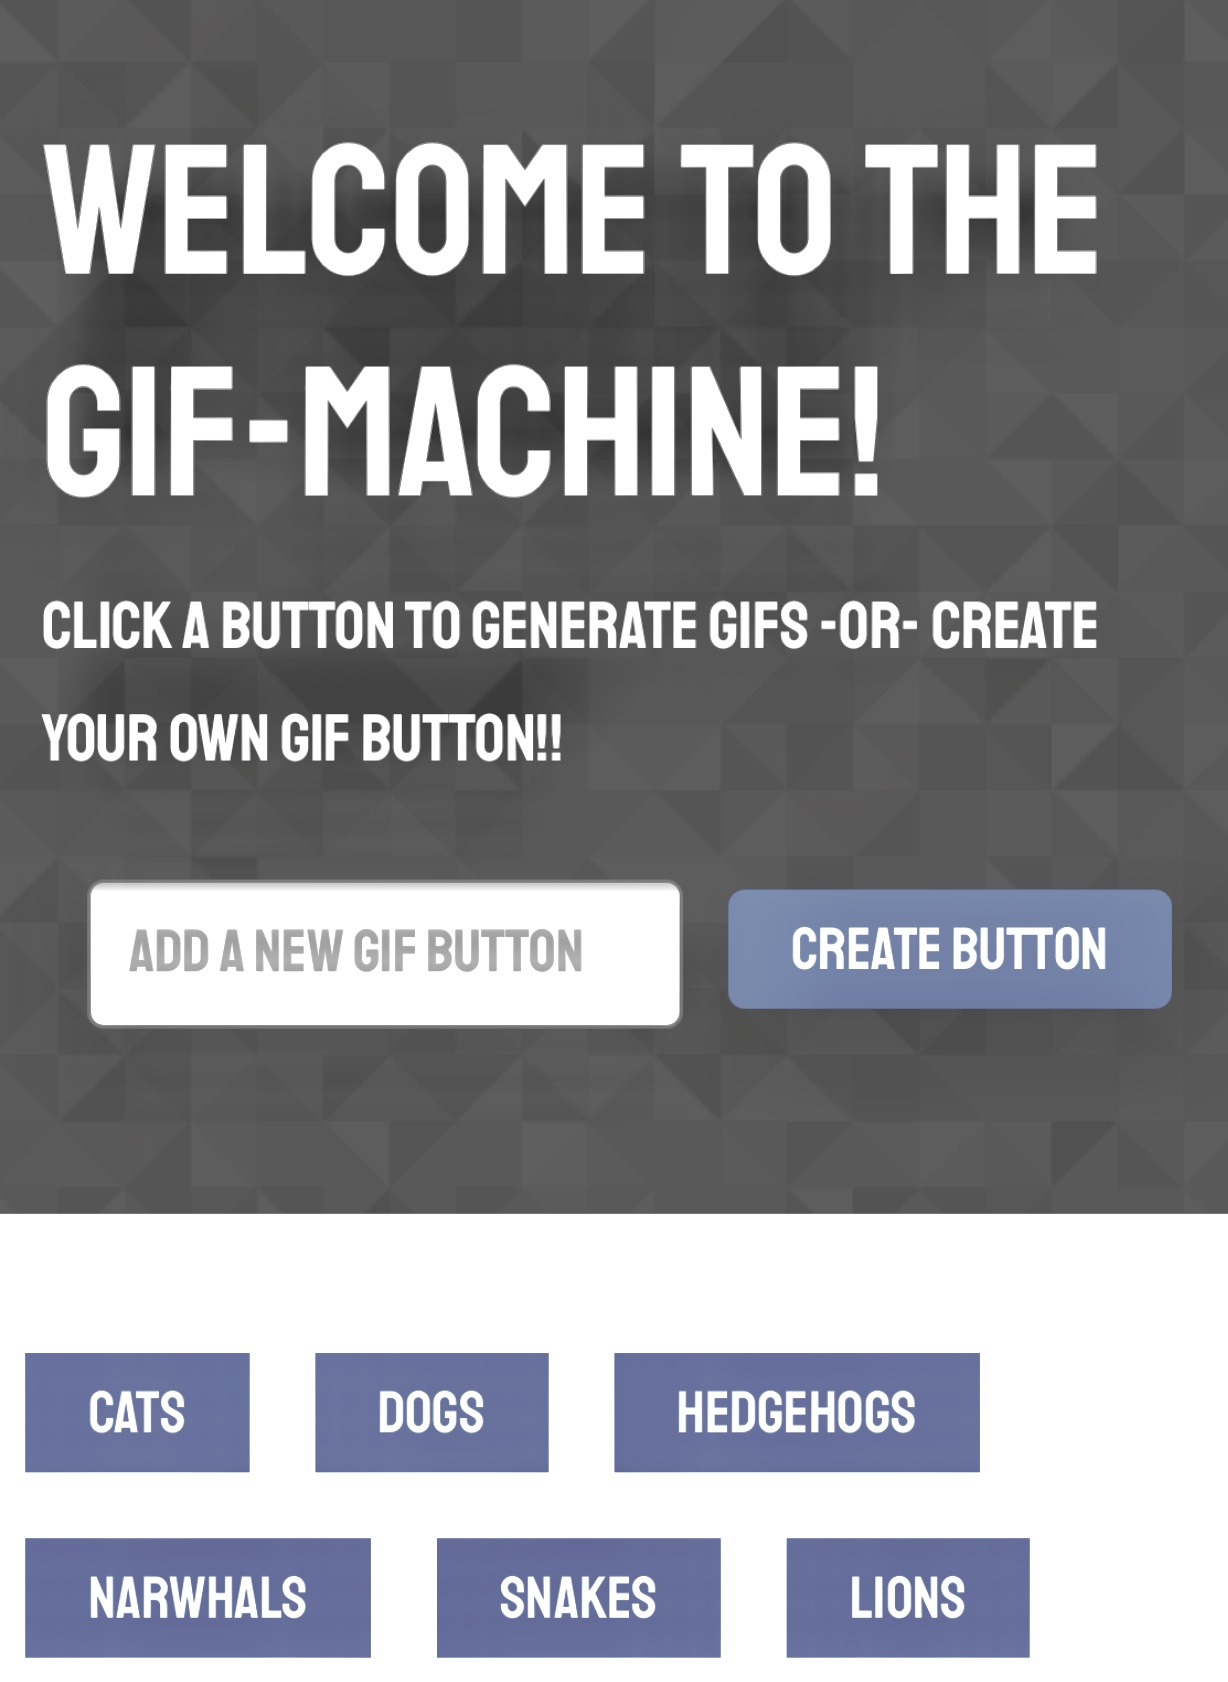 WELCOME TO THE
GIF-MACHINE!
CLICK A BUTTON TO GENERATE GIFS -OR- CREATE
YOUR OWN GIF BUTTON!!
ADD A NEW GIF BUTTON
CREATE BUTTON
CATS
DOGS
HEDGEHOGS
NARWHALS
SNAKES
LIONS